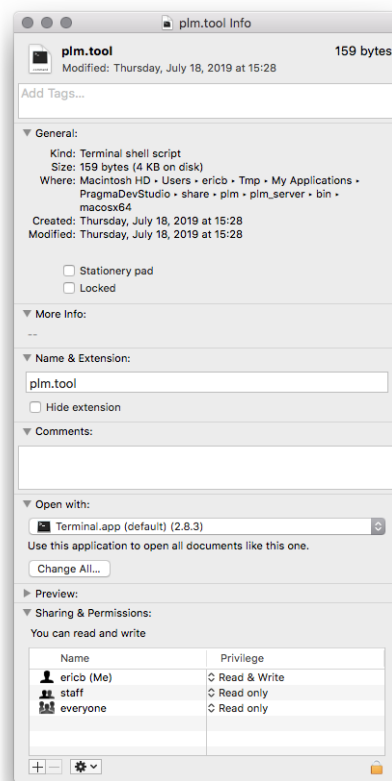 plm.tool Info
plm.tool 159 bytes
Modified: Thursday, July 18, 2019 at 15:28
Add Tags...
General:
Kind: Terminal shell script
Size: 159 bytes (4 KB on disk)
Where: Macintosh HD ▸ Users ▸ ericb ▸ Tmp ▸ My Applications ▸
PragmaDevStudio ▸ share ▸ plm ▸ plm_server ▸ bin ▸
macosx64
Created: Thursday, July 18, 2019 at 15:28
Modified: Thursday, July 18, 2019 at 15:28
Stationery pad
Locked
More Info:
--
Name & Extension:
plm.tool
Hide extension
Comments:
Open with:
Terminal.app (default) (2.8.3)
Use this application to open all documents like this one.
Change All...
Preview:
Sharing & Permissions:
You can read and write
Name Privilege
ericb (Me) Read & Write
staff Read only
everyone Read only